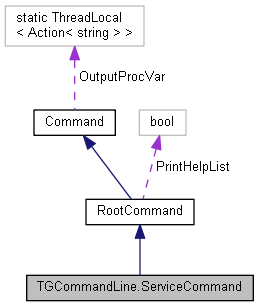 static ThreadLocal
< Action< string > >
OutputProcVar
Command
bool
PrintHelpList
RootCommand
TGCommandLine.ServiceCommand